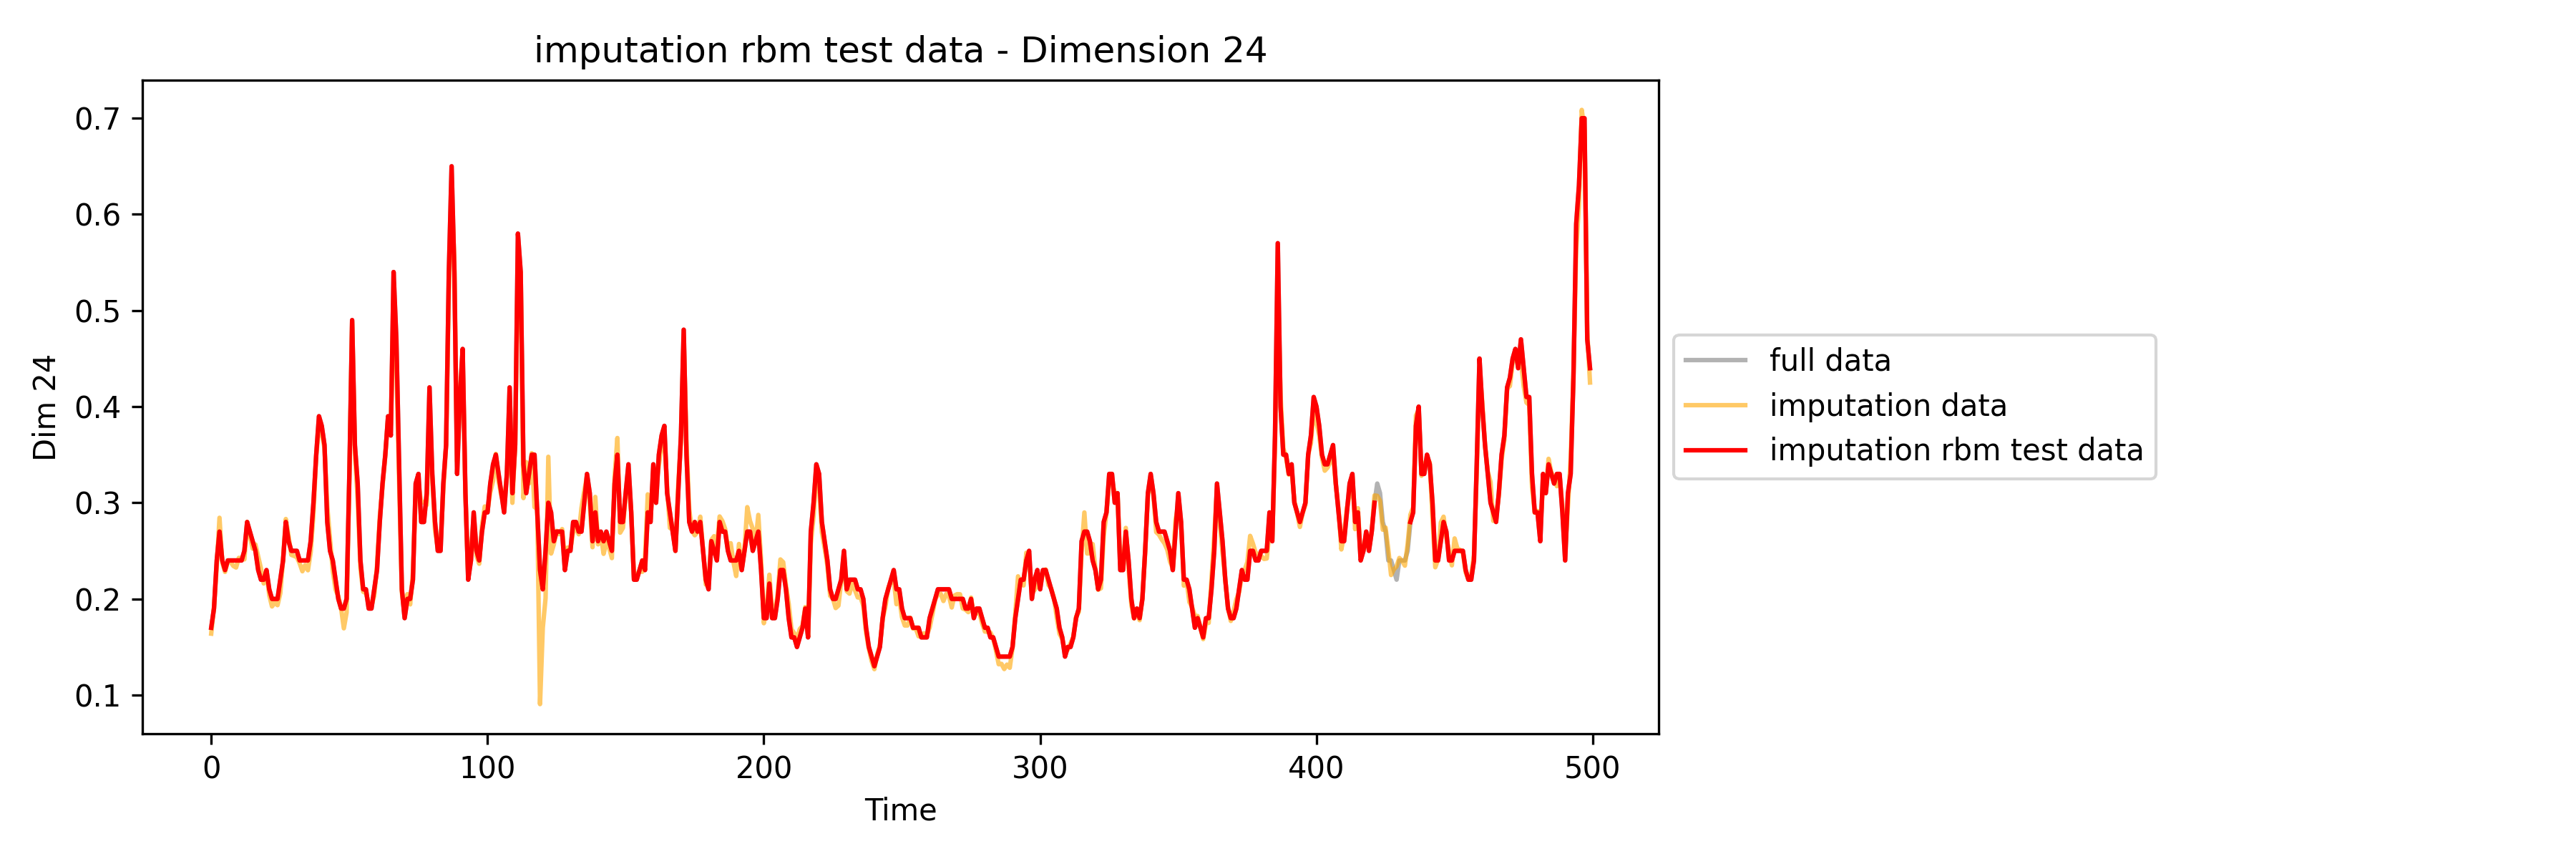 imputation rbm test data - Dimension 24
0.7
0.6
0.5
0.4
0.3
0.2
0.1
Dim 24
0 100 200 300 400 500
Time
full data
imputation data
imputation rbm test data